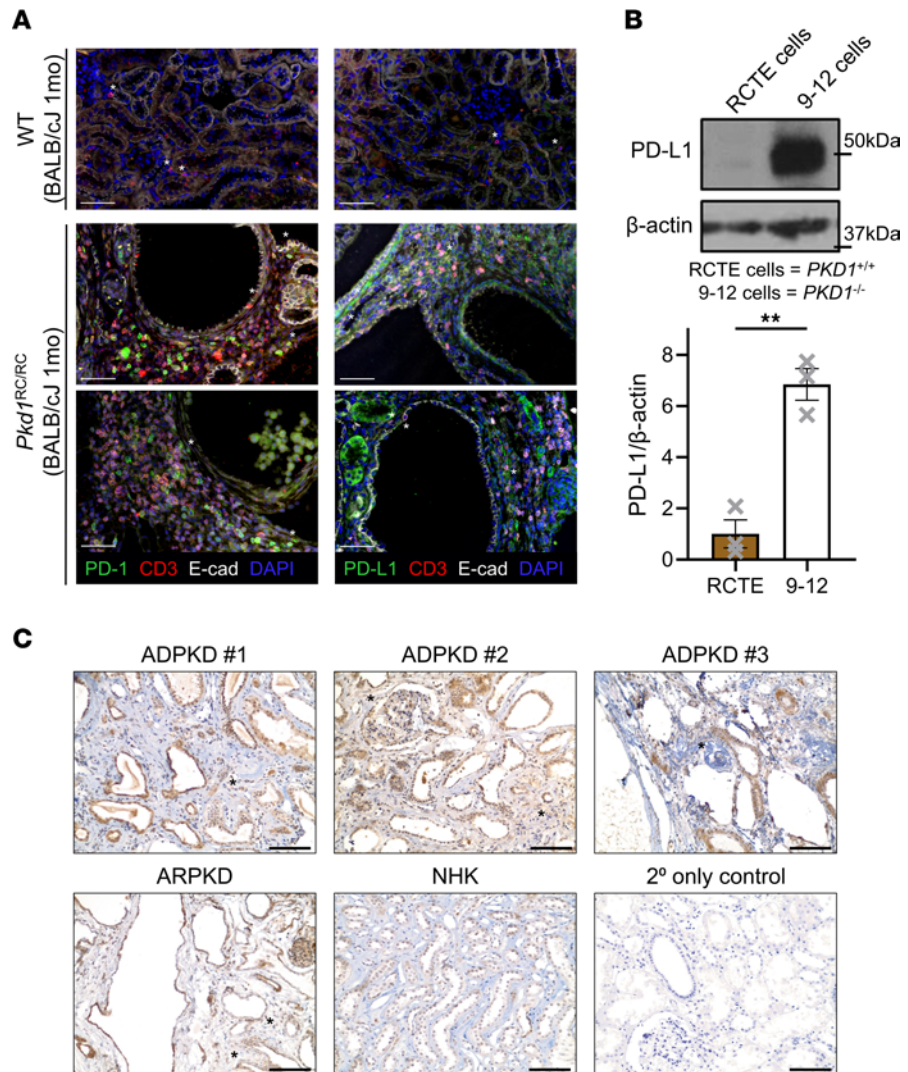 A
WT
(BALB/cJ 1mo)
Pkd1RC/RC
(BALB/cJ 1mo)
PD-1 CD3 E-cad DAPI
PD-L1 CD3 E-cad DAPI
B
RCTE cells
9-12 cells
PD-L1
50kDa
β-actin
37kDa
RCTE cells = PKD1+/+
9-12 cells = PKD1-/-
**
PD-L1/β-actin
8
6
4
2
0
RCTE
9-12
C
ADPKD #1
ADPKD #2
ADPKD #3
ARPKD
NHK
2º only control